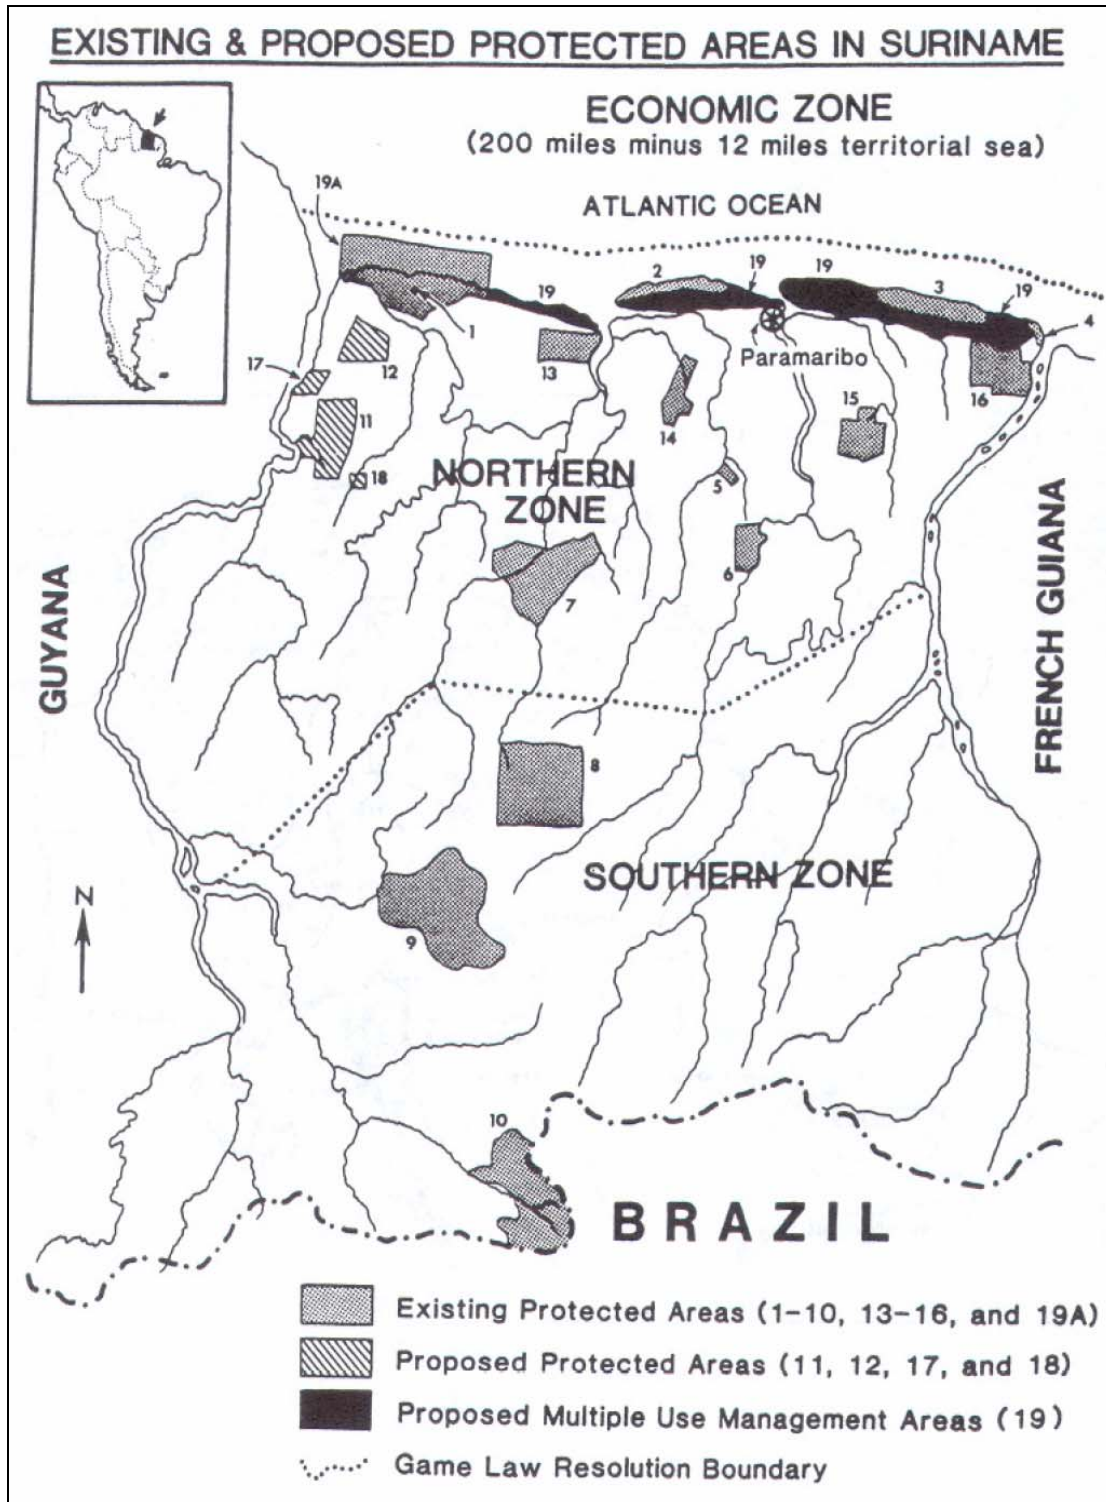 EXISTING & PROPOSED PROTECTED AREAS IN SURINAME
ECONOMIC ZONE
(200 miles minus 12 miles territorial sea)
19A
ATLANTIC OCEAN
19
2
19
19
3
19
4
1
17
12
13
Paramaribo
16
11
14
15
18
NORTHERN
ZONE
5
6
7
GUYANA
FRENCH GUIANA
8
SOUTHERN ZONE
N
9
10
BRAZIL
Existing Protected Areas (1-10, 13-16, and 19A)
Proposed Protected Areas (11, 12, 17, and 18)
Proposed Multiple Use Management Areas (19)
Game Law Resolution Boundary